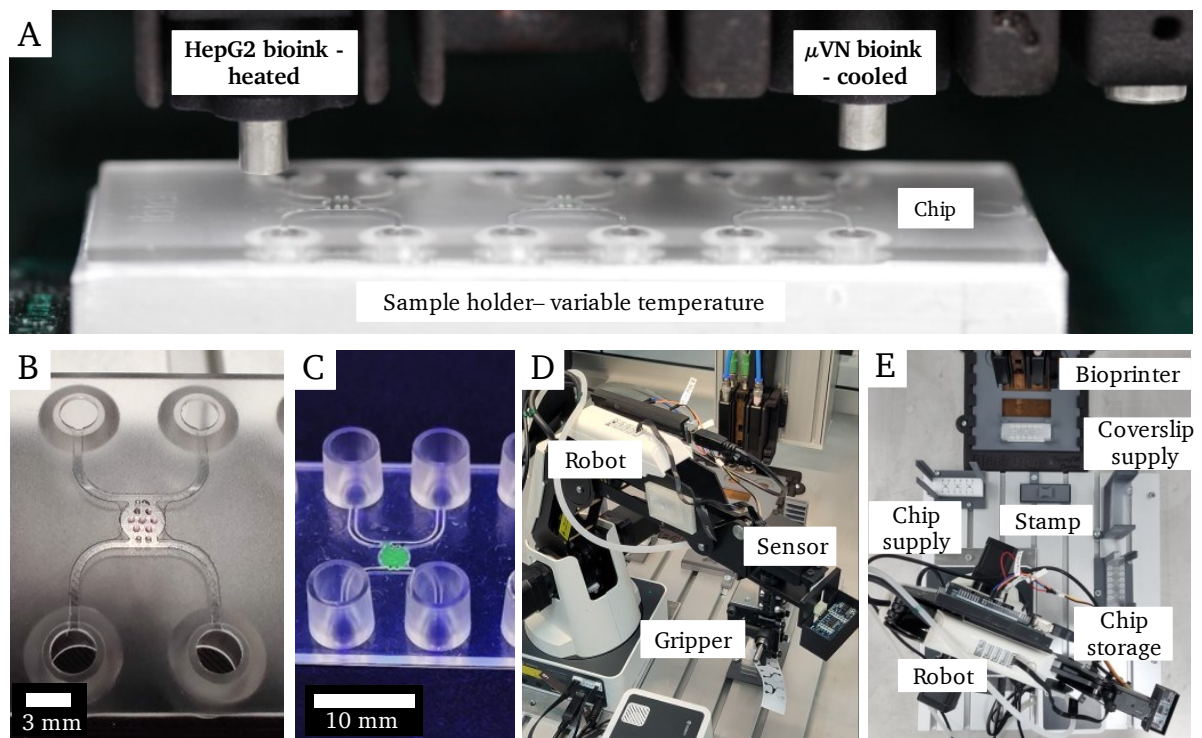 A
HepG2 bioink -
heated
μVN bioink
- cooled
Chip
Sample holder– variable temperature
B
3 mm
C
10 mm
D
Robot
Sensor
Gripper
E
Bioprinter
Coverslip
supply
Chip
supply
Stamp
Chip
storage
Robot